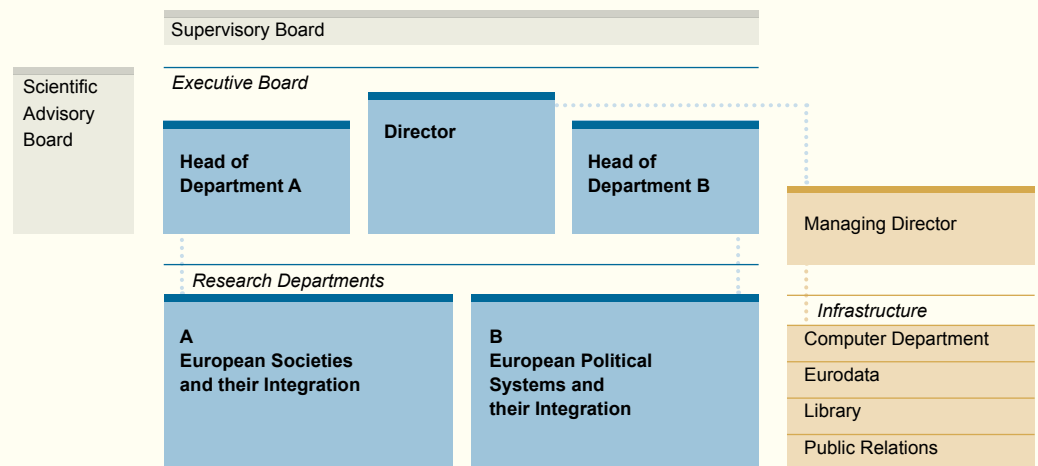 Supervisory Board
Scientific
Advisory
Board
Executive Board
Director
Head of
Department A
Head of
Department B
Managing Director
Research Departments
A
European Societies
and their Integration
B
European Political
Systems and
their Integration
Infrastructure
Computer Department
Eurodata
Library
Public Relations